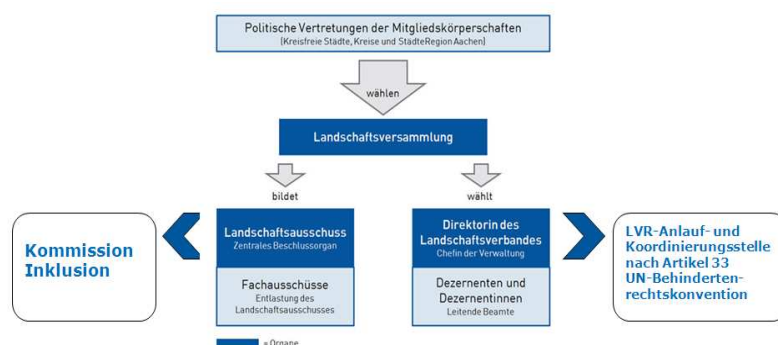 Politische Vertretungen der Mitgliedskörperschaften
(Kreisfreie Städte, Kreise und StädteRegion Aachen)
wählen
Landschaftsversammlung
bildet
wählt
Kommission
Inklusion
Landschaftsausschuss
Zentrales Beschlussorgan
Fachausschüsse
Entlastung des
Landschaftsausschusses
Direktorin des
Landschaftsverbandes
Chefin der Verwaltung
Dezernenten und
Dezernentinnen
Leitende Beamte
LVR-Anlauf- und
Koordinierungsstelle
nach Artikel 33
UN-Behinderten-
rechtskonvention
= Organe